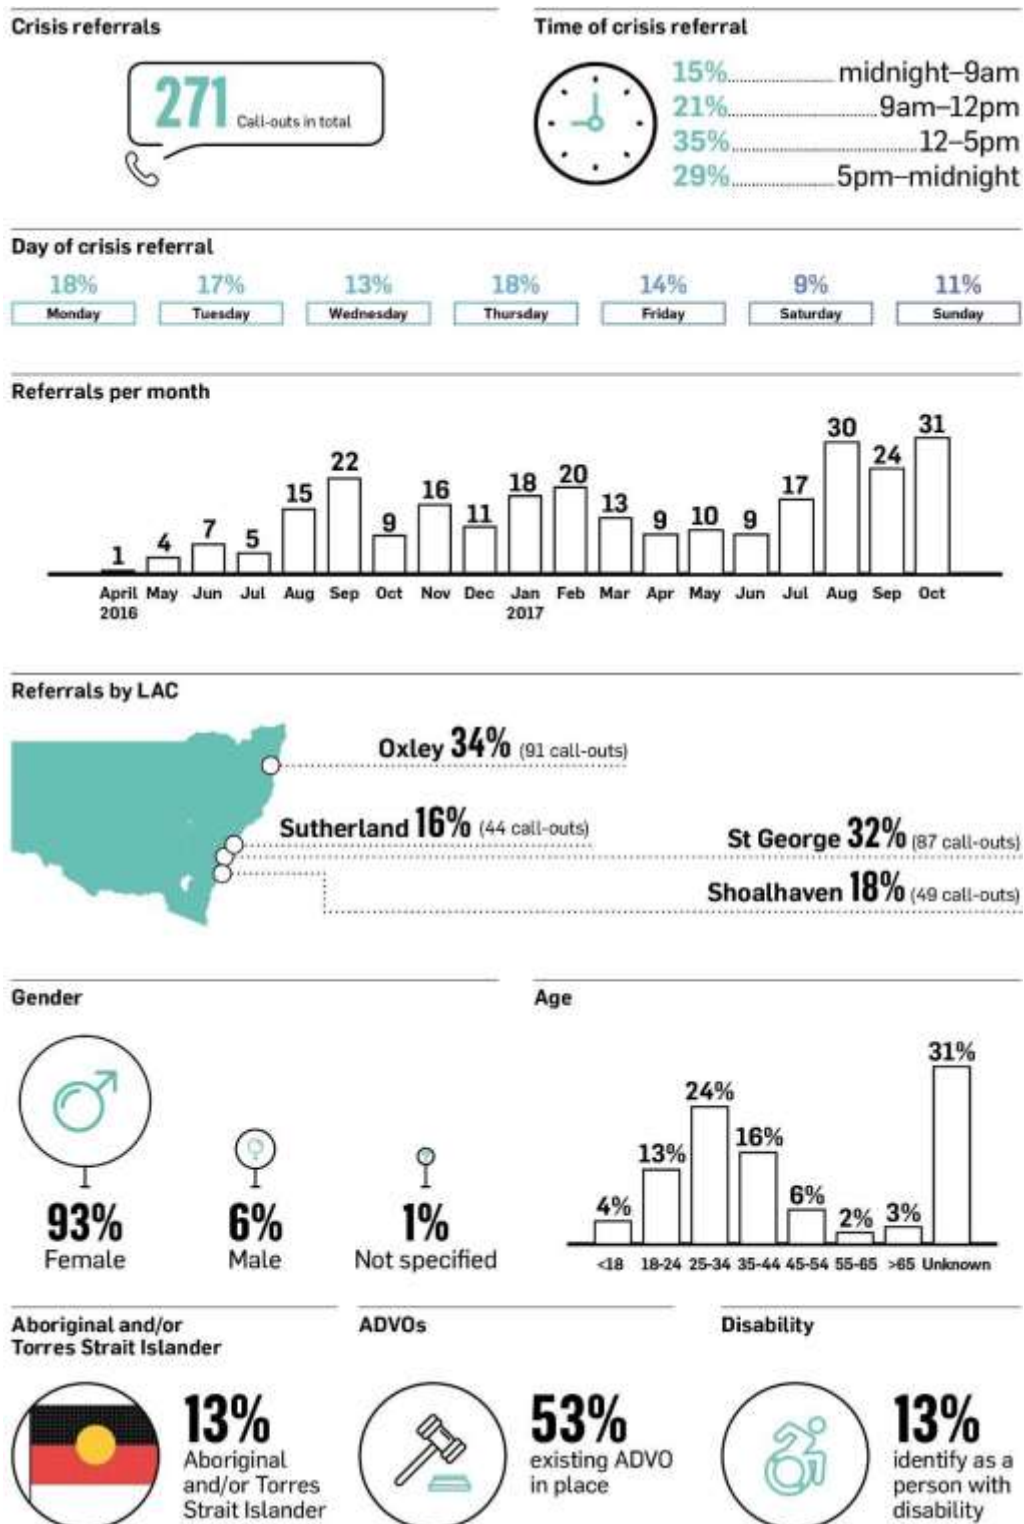 Crisis referrals
271 Call-outs in total
Time of crisis referral
15% midnight–9am
21% 9am–12pm
35% 12–5pm
29% 5pm–midnight
Day of crisis referral
18% 17% 13% 18% 14% 9% 11%
Monday Tuesday Wednesday Thursday Friday Saturday Sunday
Referrals per month
1 4 7 5 15 22 9 16 11 18 20 13 9 10 9 17 30 24 31
April May Jun Jul Aug Sep Oct Nov Dec Jan Feb Mar Apr May Jun Jul Aug Sep Oct
2016 2017
Referrals by LAC
Oxley 34% (91 call-outs)
Sutherland 16% (44 call-outs)
St George 32% (87 call-outs)
Shoalhaven 18% (49 call-outs)
Gender
93% 6% 1%
Female Male Not specified
Age
4% 13% 24% 16% 6% 2% 3% 31%
<18 18-24 25-34 35-44 45-54 55-65 >65 Unknown
Aboriginal and/or
Torres Strait Islander
13%
Aboriginal
and/or Torres
Strait Islander
ADVOs
53%
existing ADVO
in place
Disability
13%
identify as a
person with
disability